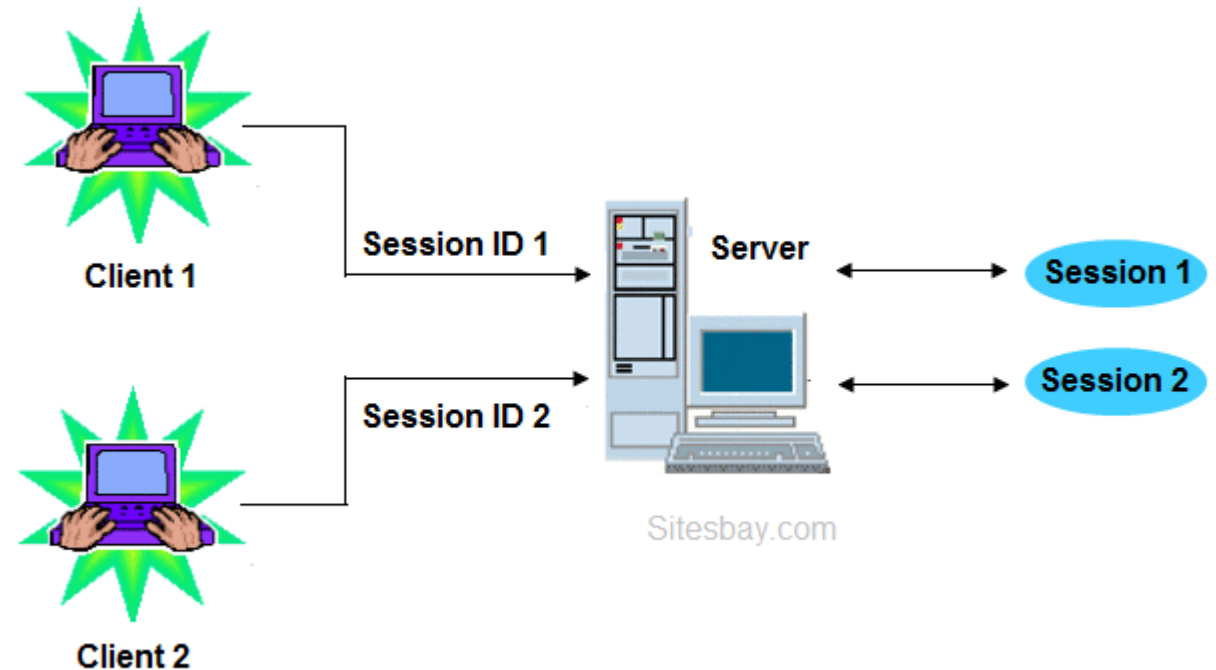 Client 1
Session ID 1
Server
Session 1
Session 2
Session ID 2
Sitesbay.com
Client 2